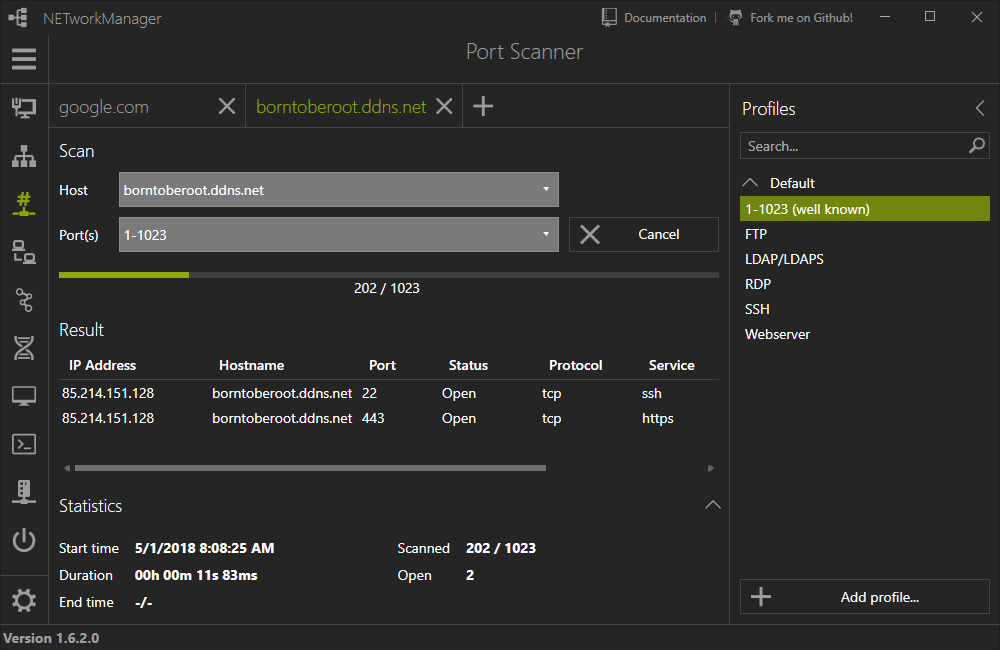 NETworkManager
Documentation
Fork me on Github!
Port Scanner
google.com
borntoberoot.ddns.net
Scan
Host borntoberoot.ddns.net
Port(s) 1-1023
Cancel
202 / 1023
Result
IP Address Hostname Port Status Protocol Service
85.214.151.128 borntoberoot.ddns.net 22 Open tcp ssh
85.214.151.128 borntoberoot.ddns.net 443 Open tcp https
Statistics
Start time 5/1/2018 8:08:25 AM Scanned 202 / 1023
Duration 00h 00m 11s 83ms Open 2
End time -/-
Profiles
Search...
Default
1-1023 (well known)
FTP
LDAP/LDAPS
RDP
SSH
Webserver
Add profile...
Version 1.6.2.0